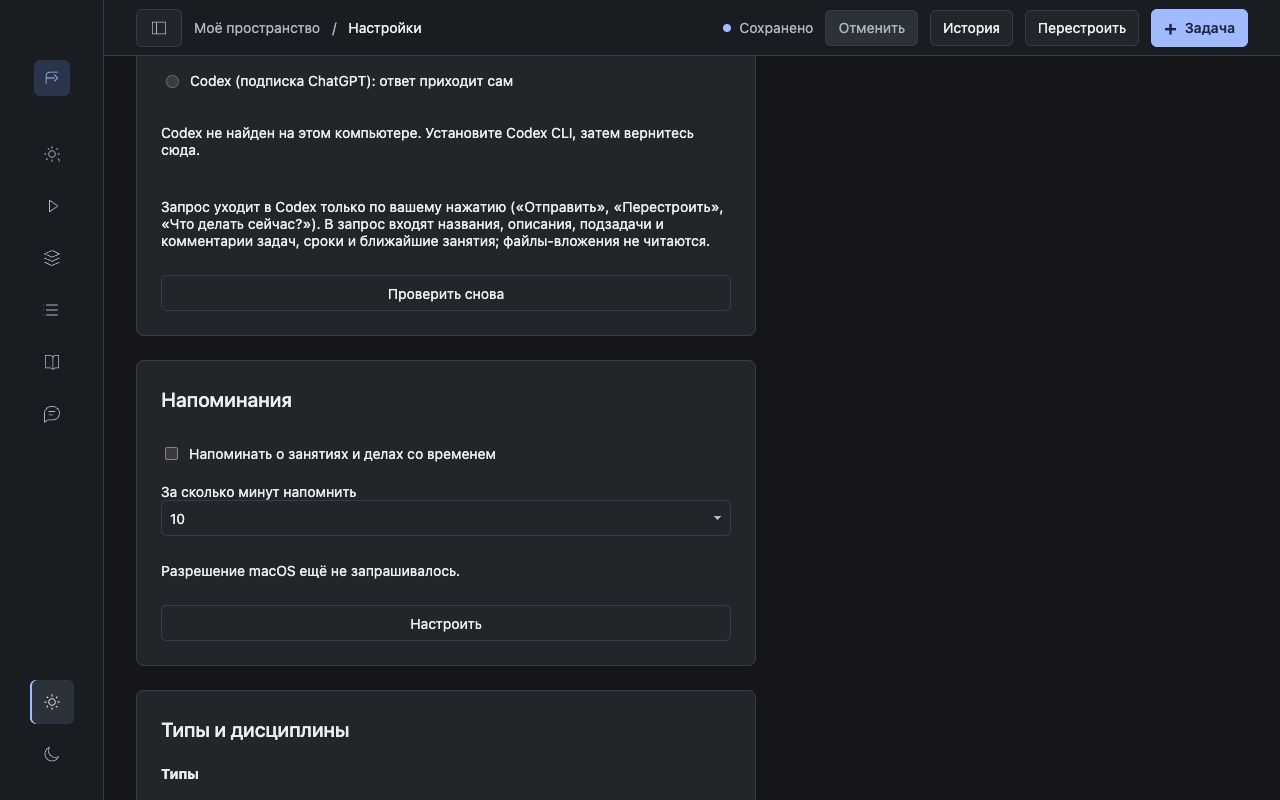 Моё пространство / Настройки
Сохранено
Отменить
История
Перестроить
+ Задача
Codex (подписка ChatGPT): ответ приходит сам
Codex не найден на этом компьютере. Установите Codex CLI, затем вернитесь
сюда.
Запрос уходит в Codex только по вашему нажатию («Отправить», «Перестроить»,
«Что делать сейчас?»). В запрос входят названия, описания, подзадачи и
комментарии задач, сроки и ближайшие занятия; файлы-вложения не читаются.
Проверить снова
Напоминания
Напоминать о занятиях и делах со временем
За сколько минут напомнить
10
Разрешение macOS ещё не запрашивалось.
Настроить
Типы и дисциплины
Типы